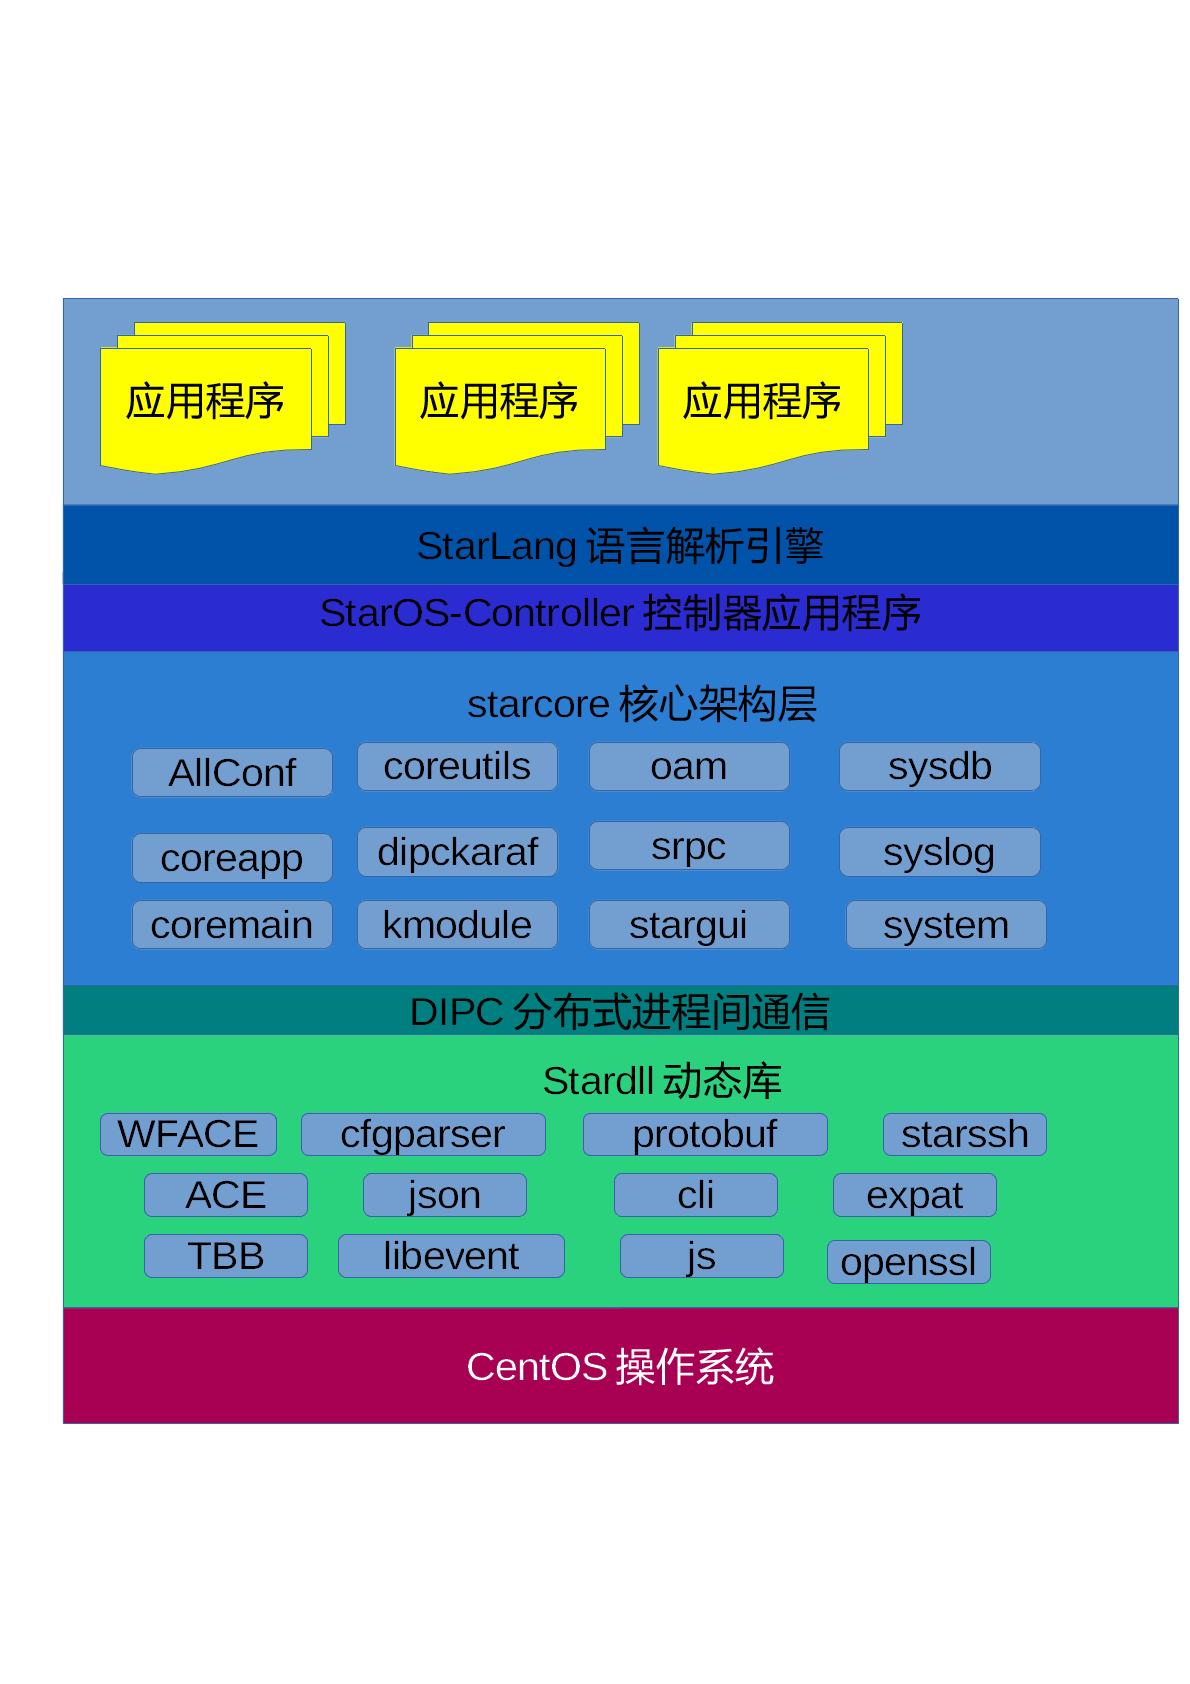 应用程序 应用程序 应用程序
StarLang 语言解析引擎
StarOS-Controller 控制器应用程序
starcore 核心架构层
AllConf coreutils oam sysdb
coreapp dipckaraf srpc syslog
coremain kmodule stargui system
DIPC 分布式进程间通信
Stardll 动态库
WFACE cfgparser protobuf starssh
ACE json cli expat
TBB libevent js openssl
CentOS 操作系统